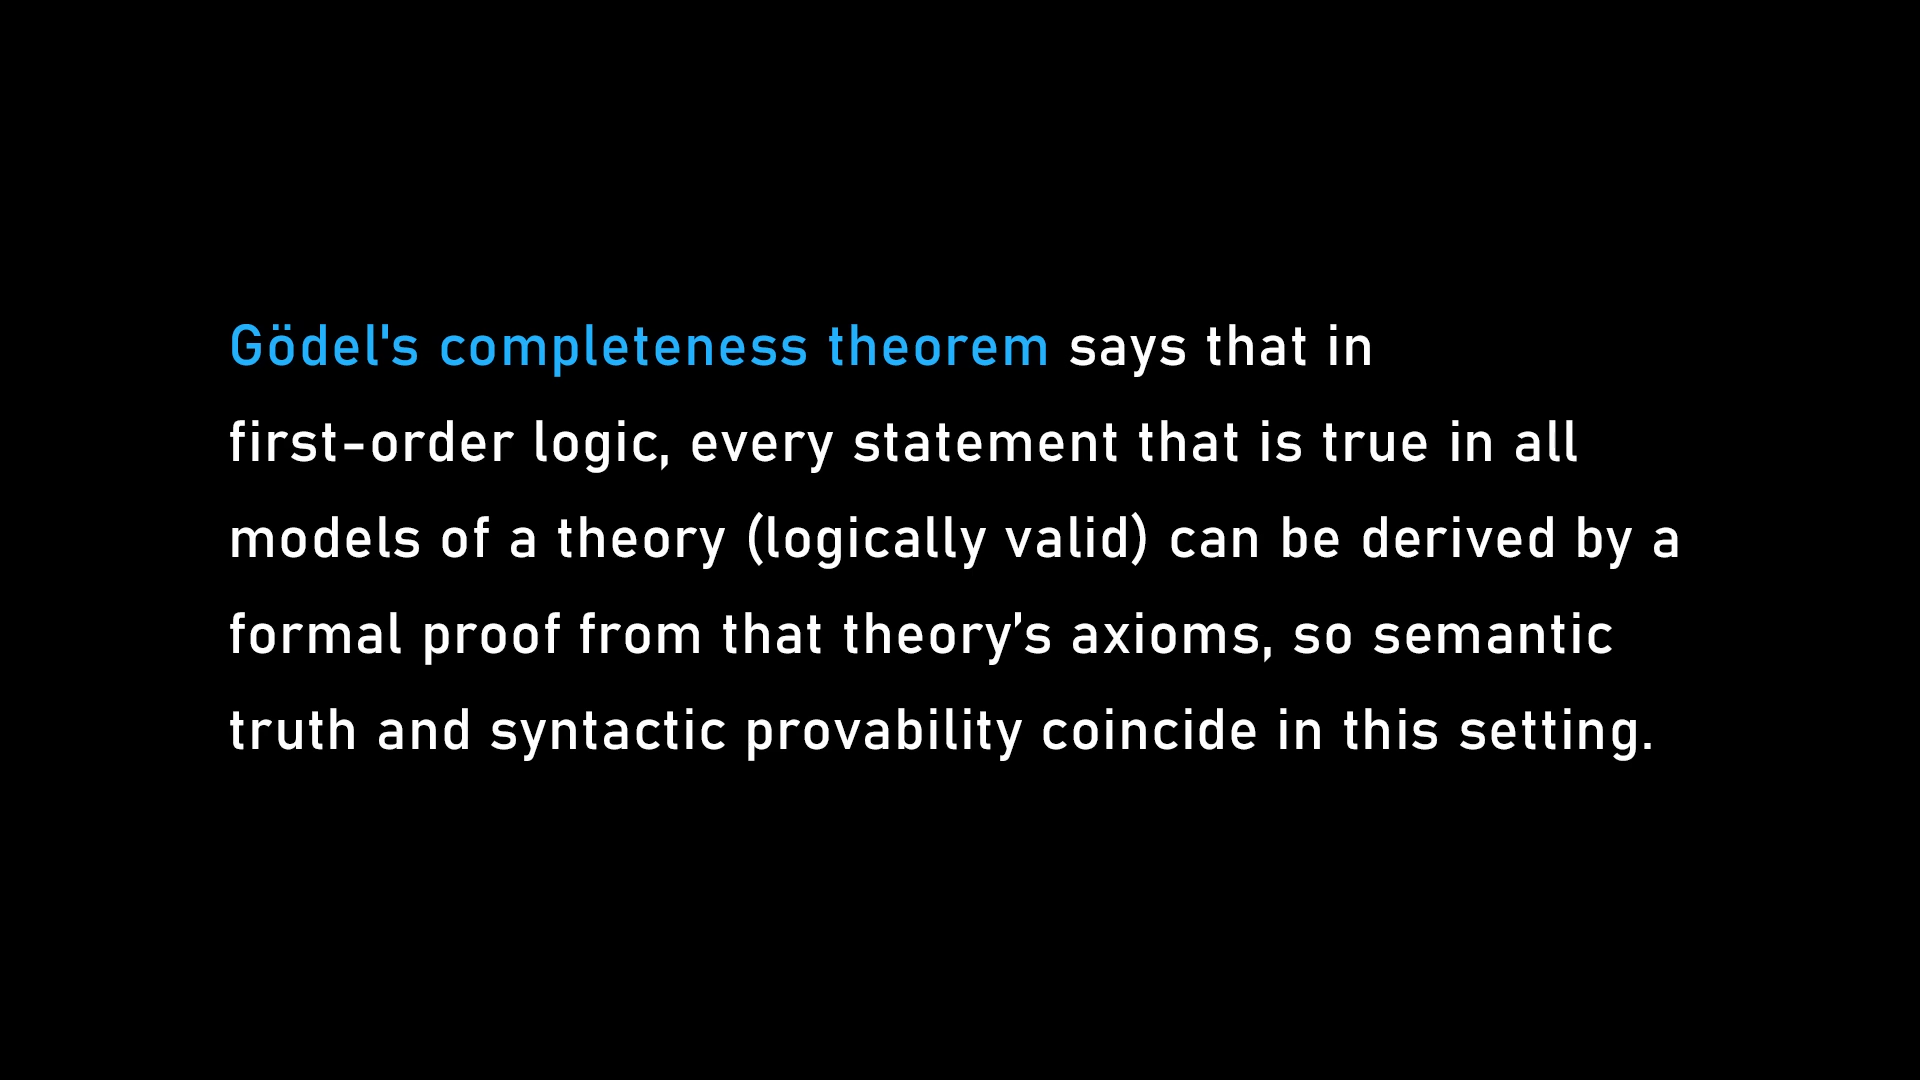 Gödel's completeness theorem says that in
first-order logic, every statement that is true in all
models of a theory (logically valid) can be derived by a
formal proof from that theory’s axioms, so semantic
truth and syntactic provability coincide in this setting.